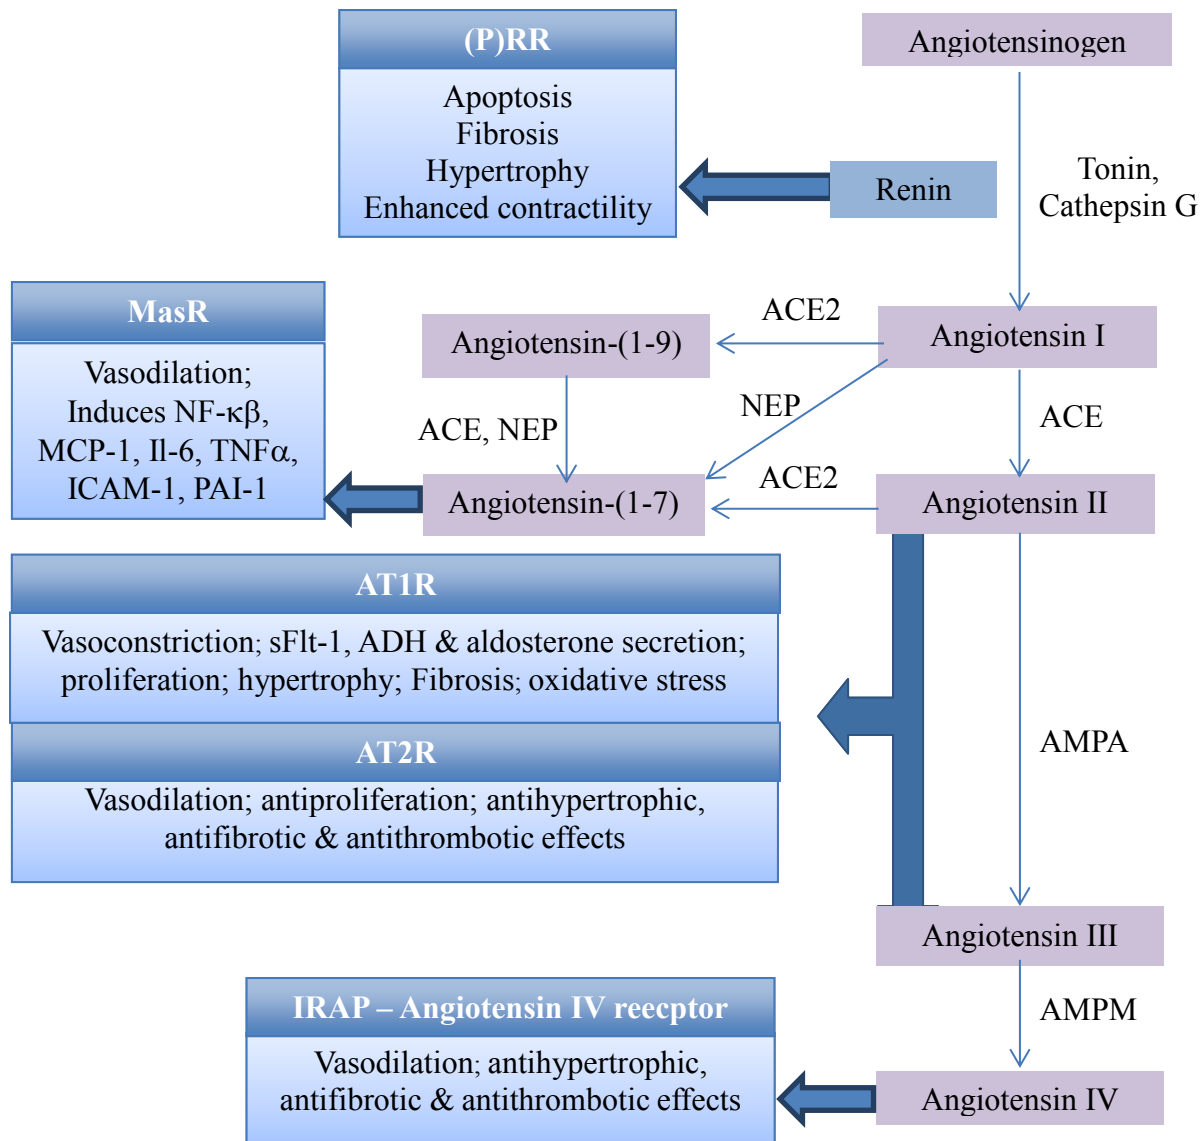 (P)RR
Apoptosis
Fibrosis
Hypertrophy
Enhanced contractility
Angiotensinogen
Renin
Tonin,
Cathepsin G
MasR
Vasodilation;
Induces NF-κβ,
MCP-1, Il-6, TNFα,
ICAM-1, PAI-1
Angiotensin-(1-9)
ACE2
Angiotensin I
ACE, NEP
NEP
ACE
Angiotensin-(1-7)
ACE2
Angiotensin II
AT1R
Vasoconstriction; sFlt-1, ADH & aldosterone secretion;
proliferation; hypertrophy; Fibrosis; oxidative stress
AT2R
Vasodilation; antiproliferation; antihypertrophic,
antifibrotic & antithrombotic effects
AMPA
Angiotensin III
AMPM
IRAP – Angiotensin IV reecptor
Vasodilation; antihypertrophic,
antifibrotic & antithrombotic effects
Angiotensin IV